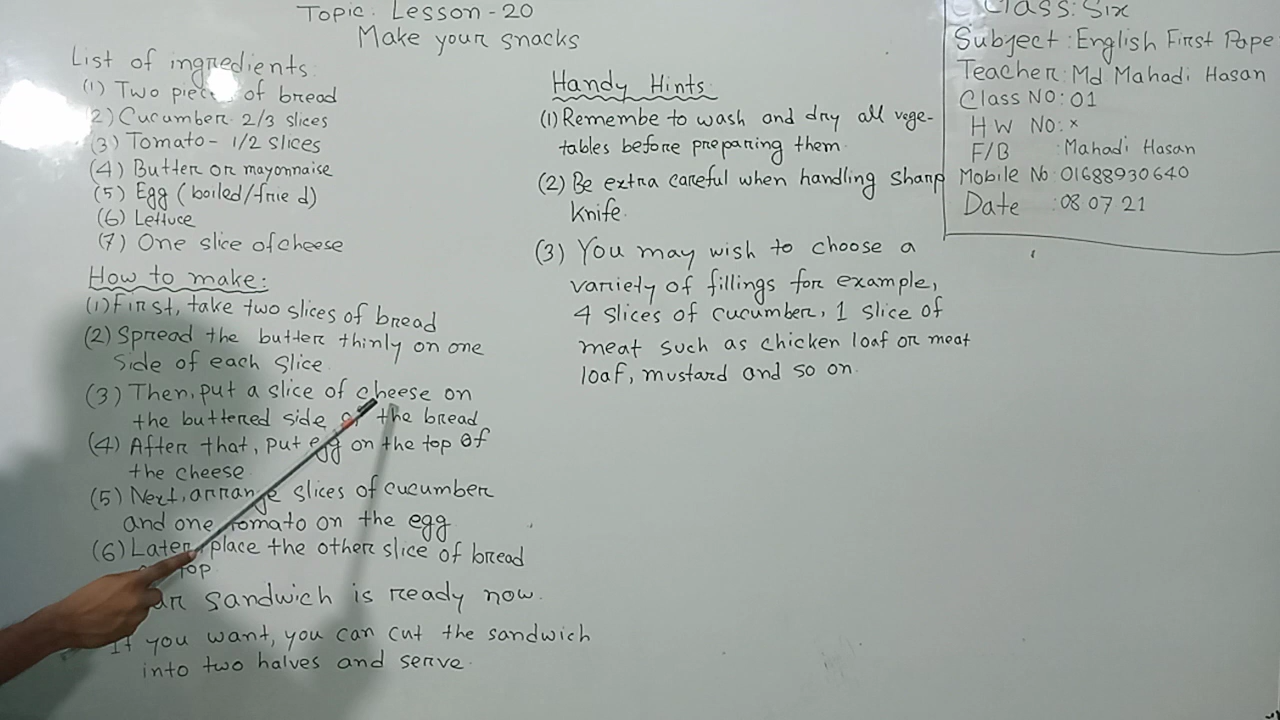 Topic. Lesson-20
Make your snacks
List of ingredients:
(1) Two pieces of bread
(2) Cucumber. 2/3 slices
(3) Tomato- 1/2 slices
(4) Butter or mayonnaise
(5) Egg (boiled/fried)
(6) Lettuce
(7) One slice of cheese
How to make:
(1) First, take two slices of bread
(2) Spread the butter thinly on one
side of each slice.
(3) Then, put a slice of cheese on
the buttered side of the bread
(4) After that, put egg on the top of
the cheese.
(5) Next, arrange slices of cucumber
and one tomato on the egg.
(6) Later, place the other slice of bread
top
sandwich is ready now.
If you want, you can cut the sandwich
into two halves and serve.
Handy Hints:
(1) Remembe to wash and dry all vege-
tables before preparing them.
(2) Be extra careful when handling sharp
knife.
(3) You may wish to choose a
variety of fillings for example,
4 slices of cucumber, 1 slice of
meat such as chicken loaf or meat
loaf, mustard and so on.
Class: Six
Subject: English First Pape
Teacher: Md Mahadi Hasan
Class NO: 01
HW NO: x
F/B : Mahadi Hasan
Mobile No: 01688930640
Date : 08 07 21